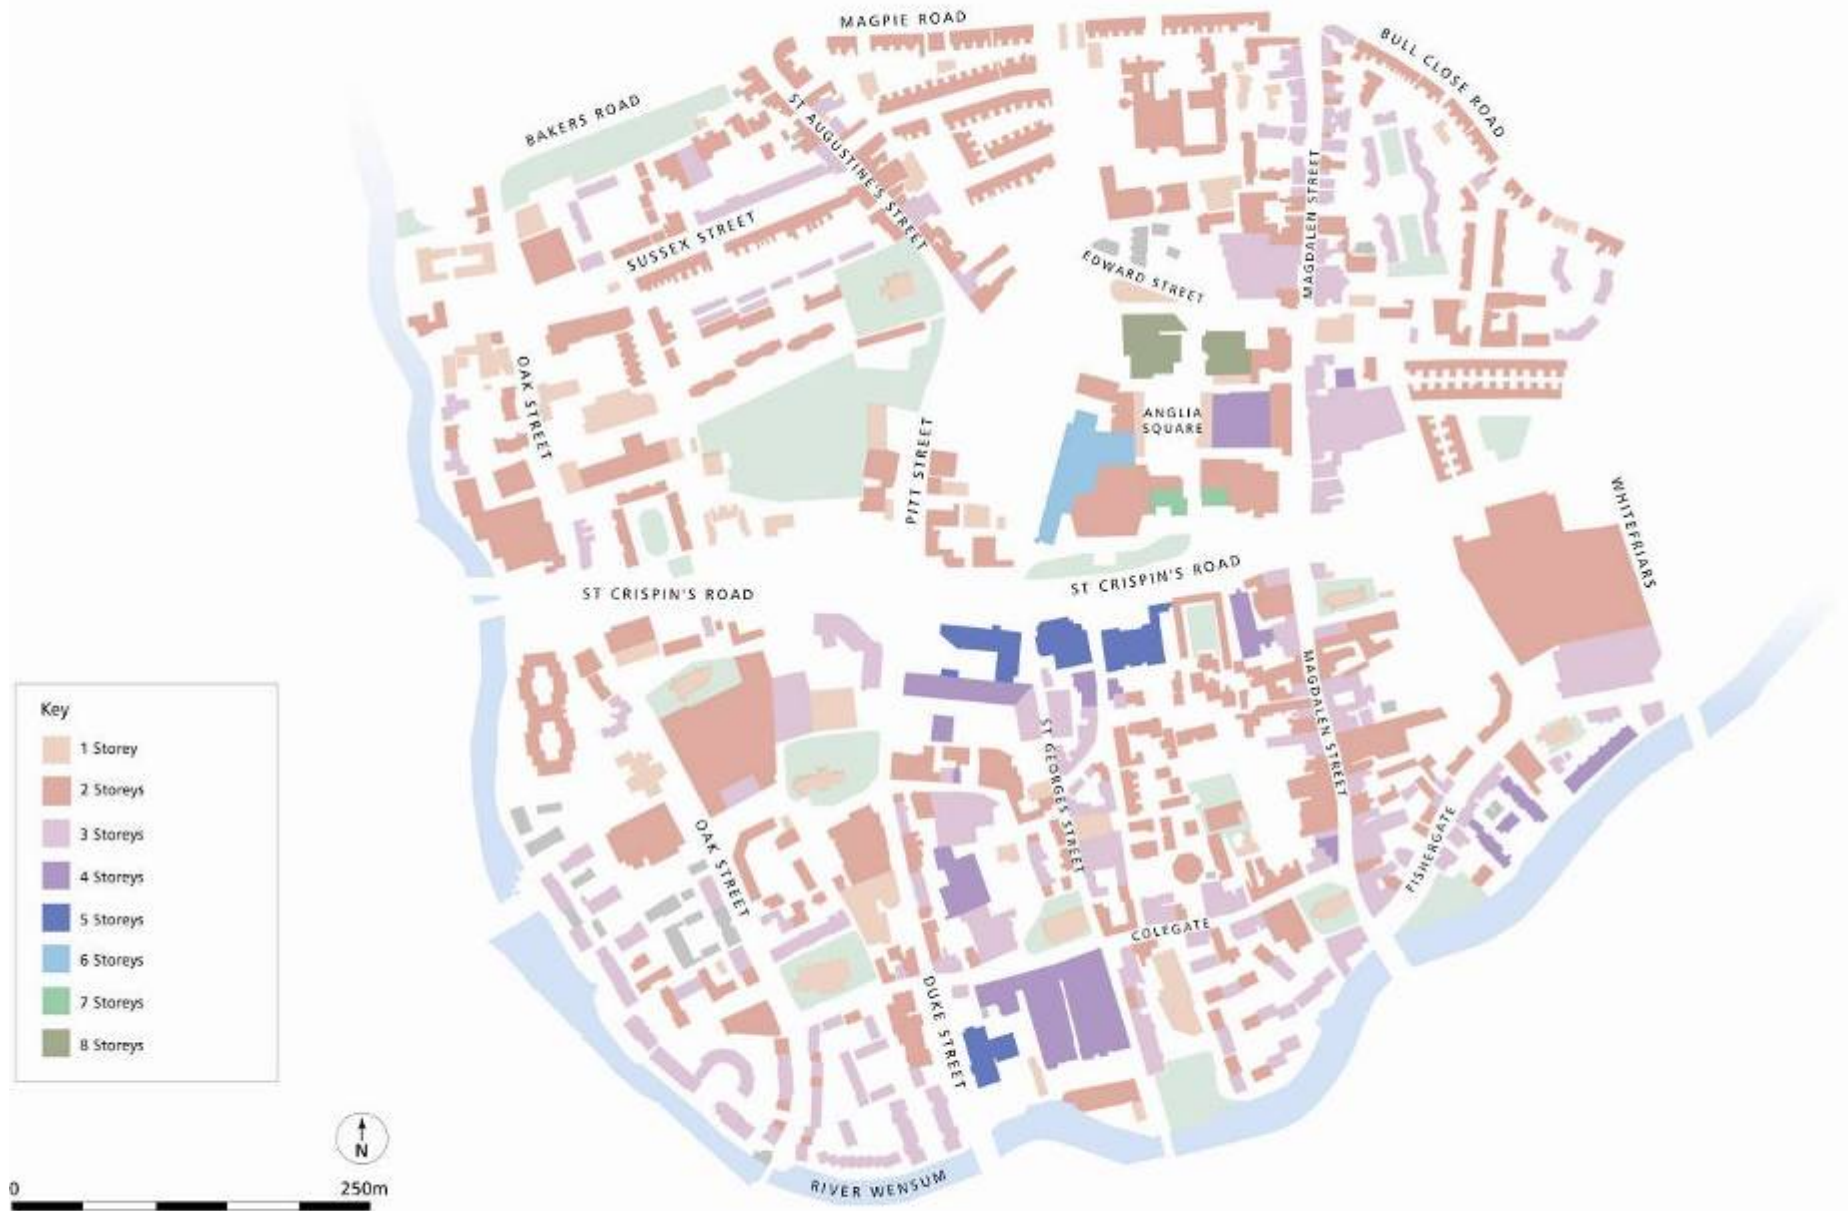 MAGPIE ROAD
BULL CLOSE ROAD
BAKERS ROAD
ST AUGUSTINE'S STREET
MAGDALEN STREET
SUSSEX STREET
EDWARD STREET
OAK STREET
ANGLIA
SQUARE
PITT STREET
WHITEFRIARS
ST CRISPIN'S ROAD
ST CRISPIN'S ROAD
MAGDALEN STREET
ST GEORGES STREET
OAK STREET
FISHERGATE
COLEGATE
DUKE STREET
RIVER WENSUM
Key
1 Storey
2 Storeys
3 Storeys
4 Storeys
5 Storeys
6 Storeys
7 Storeys
8 Storeys
N
0 250m